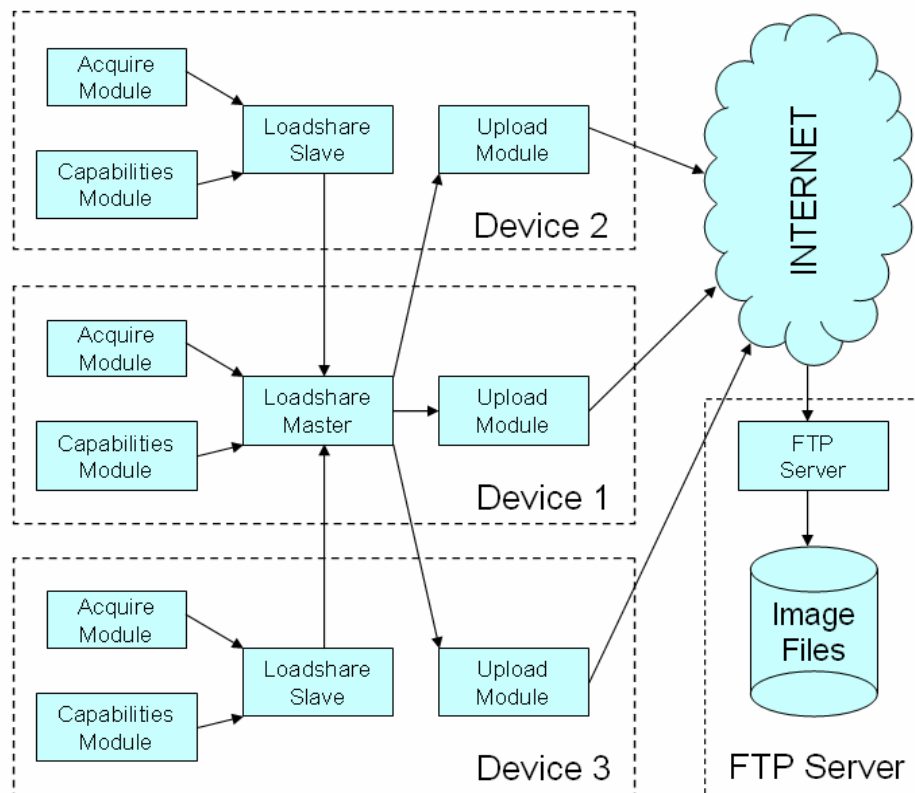 Acquire
Module
Capabilities
Module
Loadshare
Slave
Upload
Module
Device 2
Acquire
Module
Capabilities
Module
Loadshare
Master
Upload
Module
Device 1
Acquire
Module
Capabilities
Module
Loadshare
Slave
Upload
Module
Device 3
INTERNET
FTP
Server
Image
Files
FTP Server